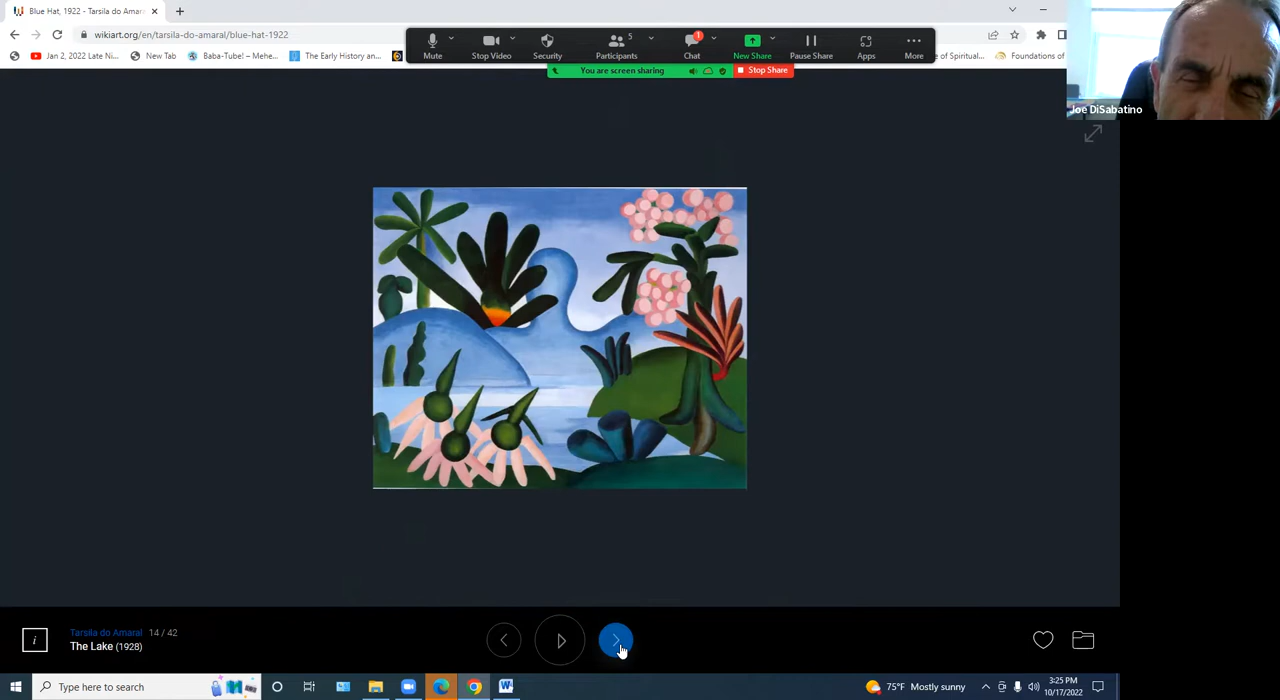 Blue Hat, 1922 - Tarsila do Amara
wikiart.org/en/tarsila-do-amaral/blue-hat-1922
Jan 2, 2022 Late Ni...
New Tab
Baba-Tube! – Mehe...
The Early History an...
e of Spiritual...
Foundations of
Mute
Stop Video
Security
5
Participants
1
Chat
New Share
Pause Share
Apps
More
You are screen sharing
Stop Share
Joe DiSabatino
Tarsila do Amaral 14 / 42
The Lake (1928)
Type here to search
75°F Mostly sunny
3:25 PM
10/17/2022